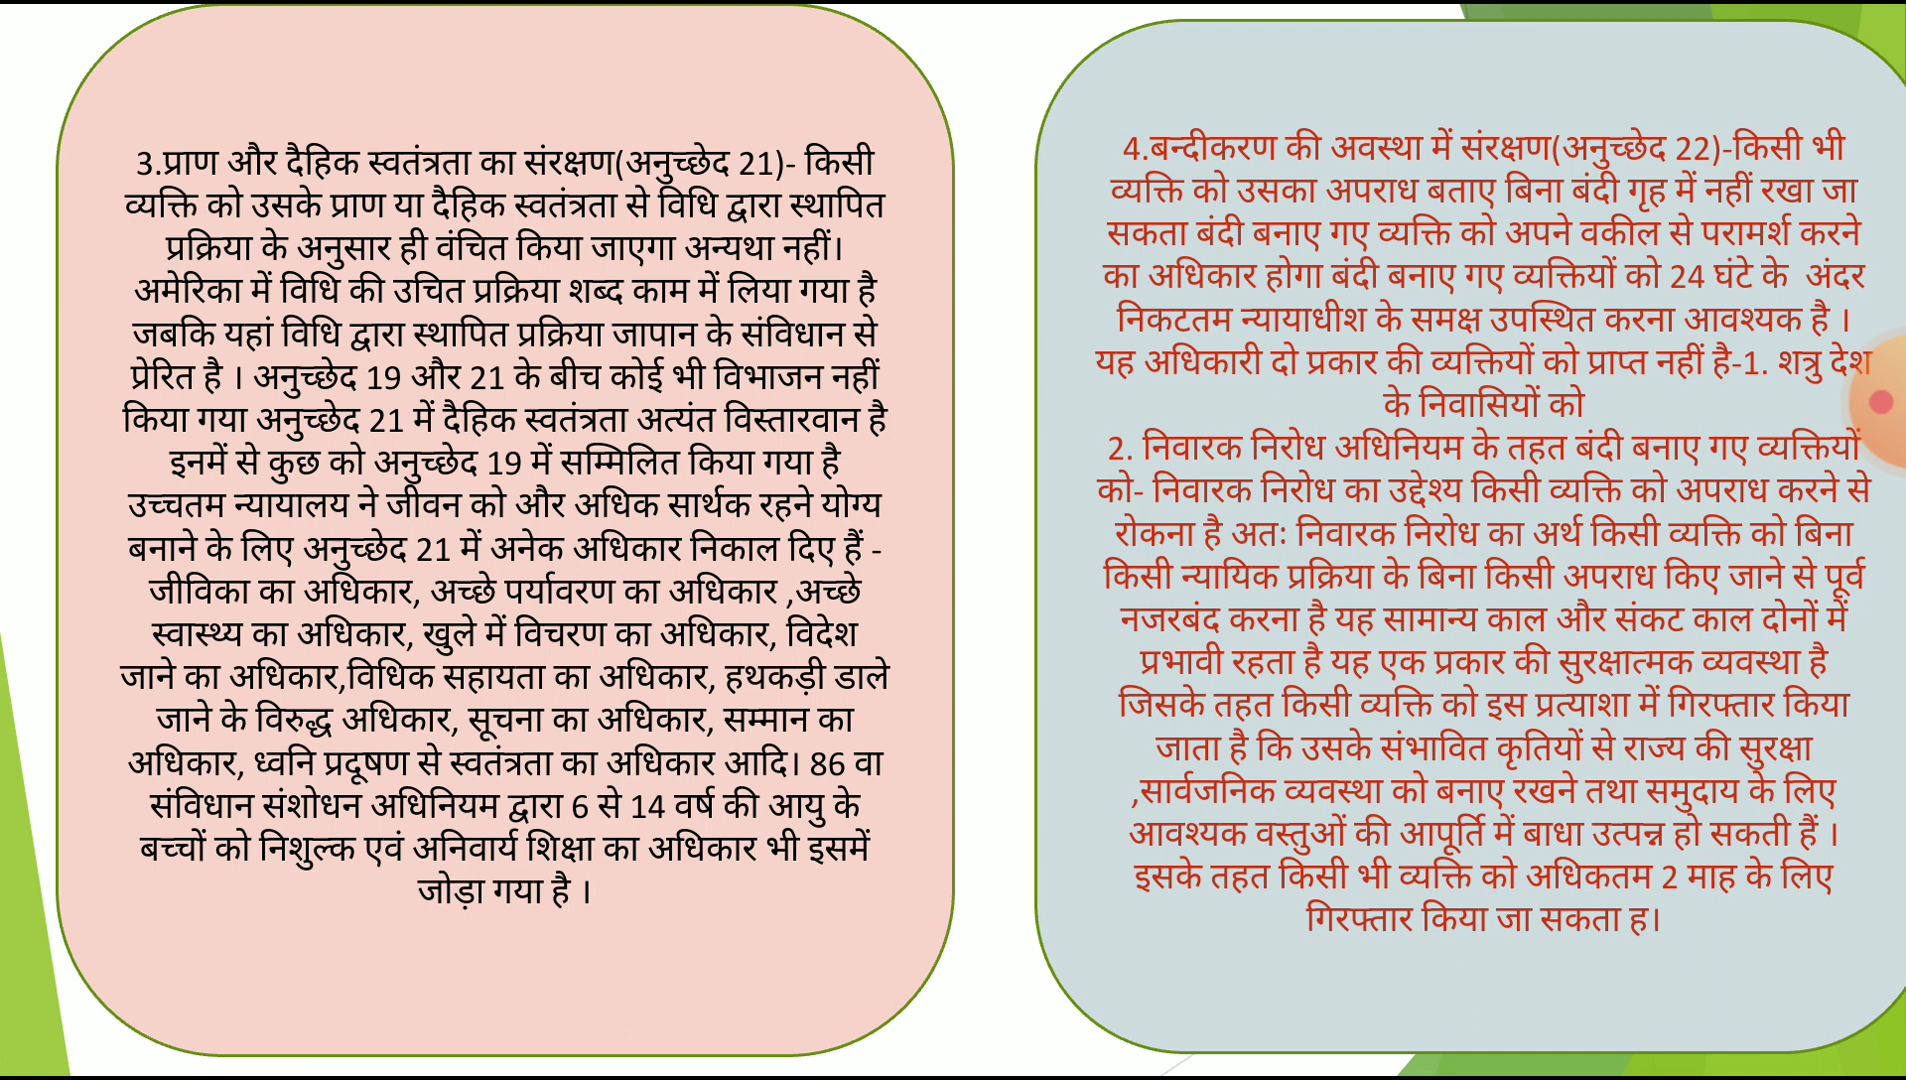 3.प्राण और दैहिक स्वतंत्रता का संरक्षण(अनुच्छेद 21)- किसी
व्यक्ति को उसके प्राण या दैहिक स्वतंत्रता से विधि द्वारा स्थापित
प्रक्रिया के अनुसार ही वंचित किया जाएगा अन्यथा नहीं।
अमेरिका में विधि की उचित प्रक्रिया शब्द काम में लिया गया है
जबकि यहां विधि द्वारा स्थापित प्रक्रिया जापान के संविधान से
प्रेरित है । अनुच्छेद 19 और 21 के बीच कोई भी विभाजन नहीं
किया गया अनुच्छेद 21 में दैहिक स्वतंत्रता अत्यंत विस्तारवान है
इनमें से कुछ को अनुच्छेद 19 में सम्मिलित किया गया है
उच्चतम न्यायालय ने जीवन को और अधिक सार्थक रहने योग्य
बनाने के लिए अनुच्छेद 21 में अनेक अधिकार निकाल दिए हैं -
जीविका का अधिकार, अच्छे पर्यावरण का अधिकार ,अच्छे
स्वास्थ्य का अधिकार, खुले में विचरण का अधिकार, विदेश
जाने का अधिकार,विधिक सहायता का अधिकार, हथकड़ी डाले
जाने के विरुद्ध अधिकार, सूचना का अधिकार, सम्मान का
अधिकार, ध्वनि प्रदूषण से स्वतंत्रता का अधिकार आदि। 86 वा
संविधान संशोधन अधिनियम द्वारा 6 से 14 वर्ष की आयु के
बच्चों को निशुल्क एवं अनिवार्य शिक्षा का अधिकार भी इसमें
जोड़ा गया है ।
4.बन्दीकरण की अवस्था में संरक्षण(अनुच्छेद 22)-किसी भी
व्यक्ति को उसका अपराध बताए बिना बंदी गृह में नहीं रखा जा
सकता बंदी बनाए गए व्यक्ति को अपने वकील से परामर्श करने
का अधिकार होगा बंदी बनाए गए व्यक्तियों को 24 घंटे के  अंदर
निकटतम न्यायाधीश के समक्ष उपस्थित करना आवश्यक है ।
यह अधिकारी दो प्रकार की व्यक्तियों को प्राप्त नहीं है-1. शत्रु देश
के निवासियों को
2. निवारक निरोध अधिनियम के तहत बंदी बनाए गए व्यक्तियों
को- निवारक निरोध का उद्देश्य किसी व्यक्ति को अपराध करने से
रोकना है अतः निवारक निरोध का अर्थ किसी व्यक्ति को बिना
किसी न्यायिक प्रक्रिया के बिना किसी अपराध किए जाने से पूर्व
नजरबंद करना है यह सामान्य काल और संकट काल दोनों में
प्रभावी रहता है यह एक प्रकार की सुरक्षात्मक व्यवस्था है
जिसके तहत किसी व्यक्ति को इस प्रत्याशा में गिरफ्तार किया
जाता है कि उसके संभावित कृतियों से राज्य की सुरक्षा
,सार्वजनिक व्यवस्था को बनाए रखने तथा समुदाय के लिए
आवश्यक वस्तुओं की आपूर्ति में बाधा उत्पन्न हो सकती हैं ।
इसके तहत किसी भी व्यक्ति को अधिकतम 2 माह के लिए
गिरफ्तार किया जा सकता ह।